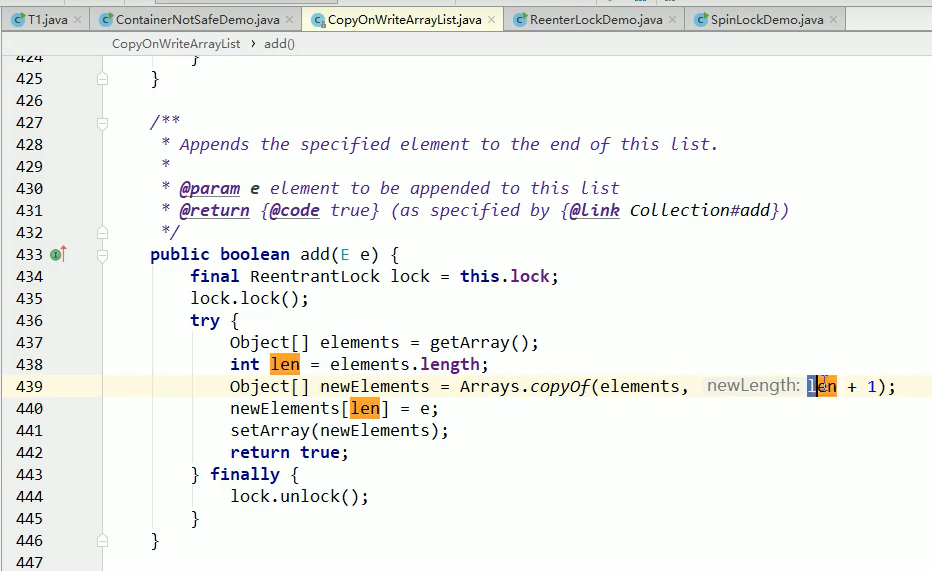 T1.java × ContainerNotSafeDemo.java × CopyOnWriteArrayList.java × ReenterLockDemo.java × SpinLockDemo.java ×
CopyOnWriteArrayList › add()
424 }
425 }
426
427 /**
428 * Appends the specified element to the end of this list.
429 *
430 * @param e element to be appended to this list
431 * @return {@code true} (as specified by {@link Collection#add})
432 */
433 public boolean add(E e) {
434 final ReentrantLock lock = this.lock;
435 lock.lock();
436 try {
437 Object[] elements = getArray();
438 int len = elements.length;
439 Object[] newElements = Arrays.copyOf(elements, newLength: len + 1);
440 newElements[len] = e;
441 setArray(newElements);
442 return true;
443 } finally {
444 lock.unlock();
445 }
446 }
447